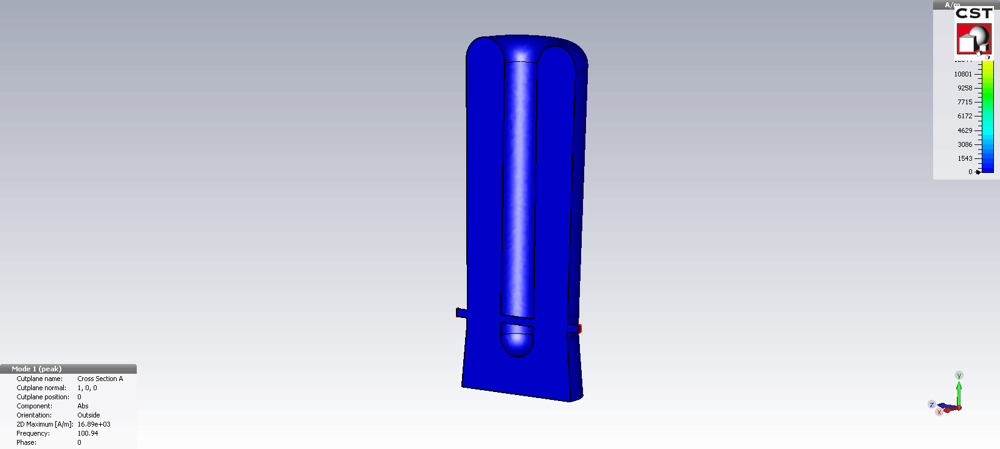 A/m
CST
10801
9258
7715
6172
4629
3086
1543
0
Mode 1 (peak)
Cutplane name: Cross Section A
Cutplane normal: 1, 0, 0
Cutplane position: 0
Component: Abs
Orientation: Outside
2D Maximum [A/m]: 16.89e+03
Frequency: 100.94
Phase: 0
y
z
x